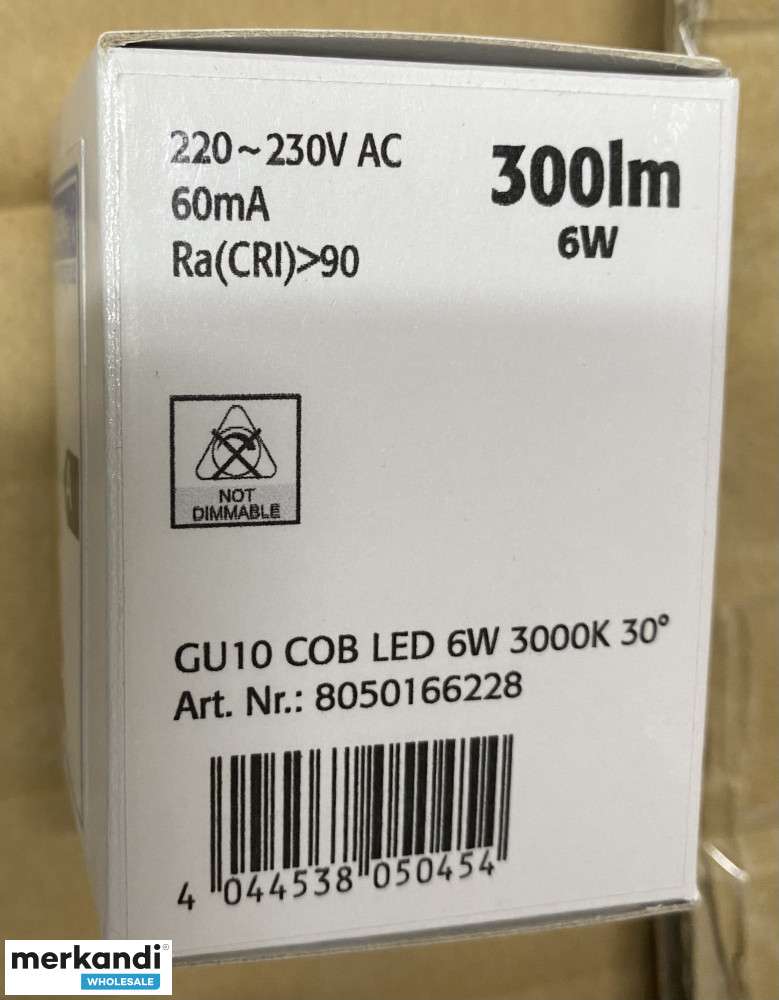 220~230V AC
60mA
Ra(CRI)>90
300lm
6W
NOT
DIMMABLE
GU10 COB LED 6W 3000K 30°
Art. Nr.: 8050166228
4 044538 050454
merkandi®
WHOLESALE